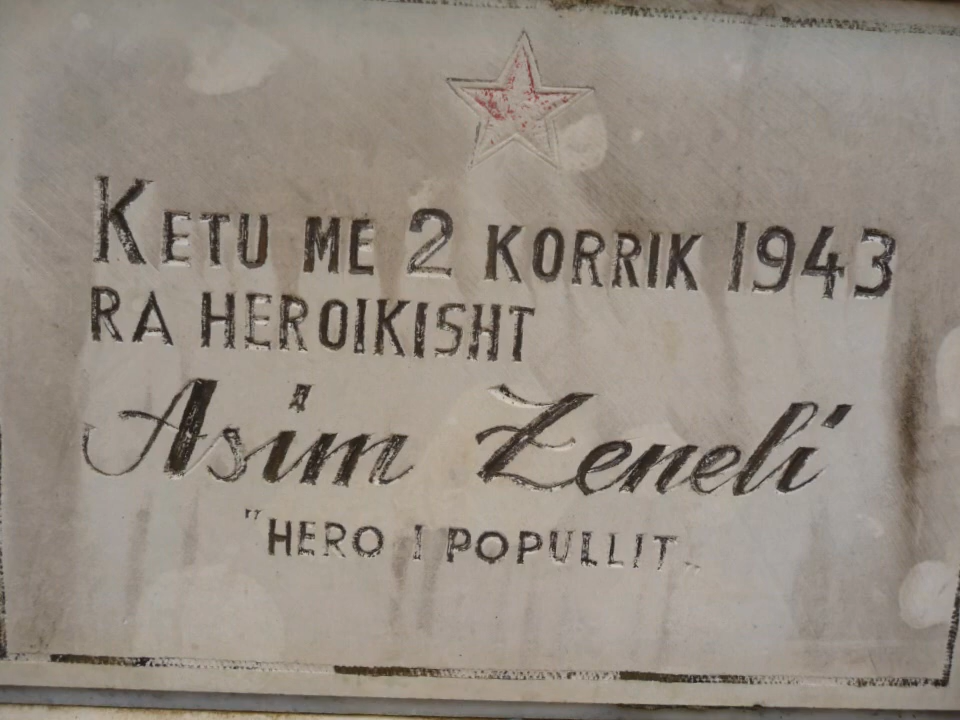 KETU ME 2 KORRIK 1943
RA HEROIKISHT
Asim Zeneli
"HERO I POPULLIT"